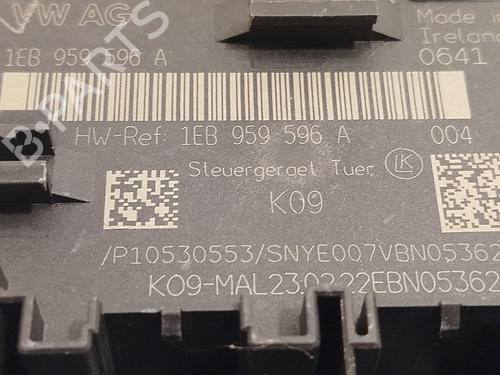 VW AG
Made in
Ireland
1EB 959 596 A
0641
HW-Ref: 1EB 959 596 A
004
Steuergeraet Tuer
LK
K09
/P10530553/SNYE007VBN05362
K09-MAL230222EBN05362
B-PARTS